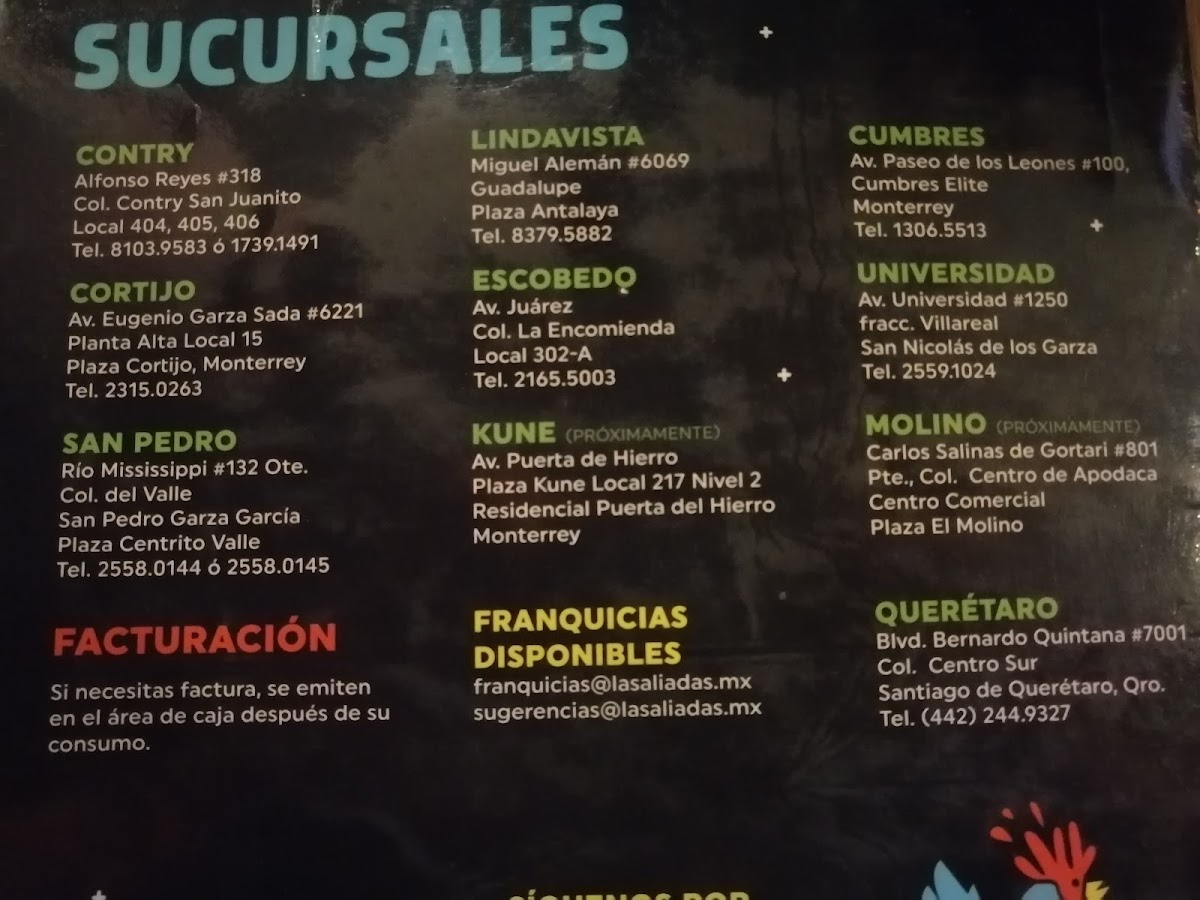 SUCURSALES
CONTRY
Alfonso Reyes #318
Col. Contry San Juanito
Local 404, 405, 406
Tel. 8103.9583 ó 1739.1491
CORTIJO
Av. Eugenio Garza Sada #6221
Planta Alta Local 15
Plaza Cortijo, Monterrey
Tel. 2315.0263
SAN PEDRO
Río Mississippi #132 Ote.
Col. del Valle
San Pedro Garza García
Plaza Centrito Valle
Tel. 2558.0144 ó 2558.0145
FACTURACIÓN
Si necesitas factura, se emiten
en el área de caja después de su
consumo.
LINDAVISTA
Miguel Alemán #6069
Guadalupe
Plaza Antalaya
Tel. 8379.5882
ESCOBEDO
Av. Juárez
Col. La Encomienda
Local 302-A
Tel. 2165.5003
KUNE (PRÓXIMAMENTE)
Av. Puerta de Hierro
Plaza Kune Local 217 Nivel 2
Residencial Puerta del Hierro
Monterrey
FRANQUICIAS
DISPONIBLES
franquicias@lasaliadas.mx
sugerencias@lasaliadas.mx
SÍGUENOS POR
CUMBRES
Av. Paseo de los Leones #100,
Cumbres Elite
Monterrey
Tel. 1306.5513
UNIVERSIDAD
Av. Universidad #1250
fracc. Villareal
San Nicolás de los Garza
Tel. 2559.1024
MOLINO (PRÓXIMAMENTE)
Carlos Salinas de Gortari #801
Pte., Col. Centro de Apodaca
Centro Comercial
Plaza El Molino
QUERÉTARO
Blvd. Bernardo Quintana #7001
Col. Centro Sur
Santiago de Querétaro, Qro.
Tel. (442) 244.9327